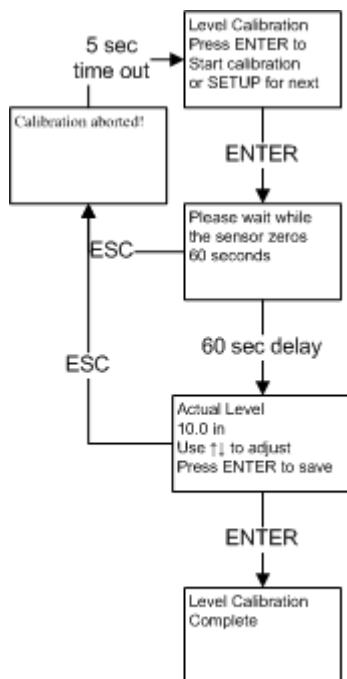 5 sec
time out
Level Calibration
Press ENTER to
Start calibration
or SETUP for next
Calibration aborted!
ENTER
Please wait while
the sensor zeros
60 seconds
ESC
60 sec delay
ESC
Actual Level
10.0 in
Use ↑↓ to adjust
Press ENTER to save
ENTER
Level Calibration
Complete